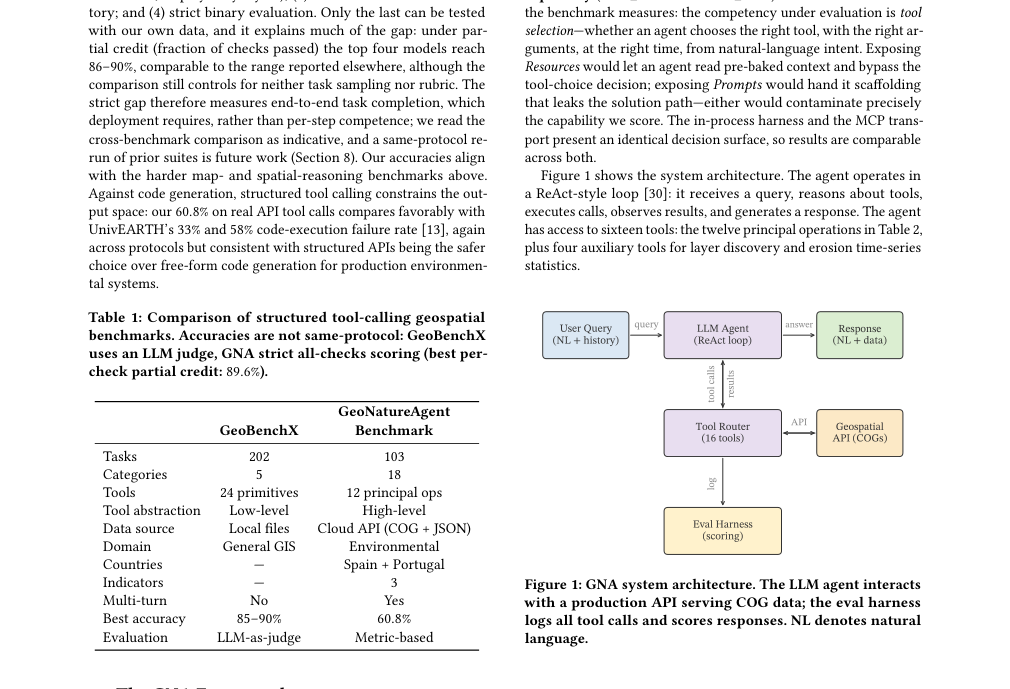 tory; and (4) strict binary evaluation. Only the last can be tested
with our own data, and it explains much of the gap: under par-
tial credit (fraction of checks passed) the top four models reach
86–90%, comparable to the range reported elsewhere, although the
comparison still controls for neither task sampling nor rubric. The
strict gap therefore measures end-to-end task completion, which
deployment requires, rather than per-step competence; we read the
cross-benchmark comparison as indicative, and a same-protocol re-
run of prior suites is future work (Section 8). Our accuracies align
with the harder map- and spatial-reasoning benchmarks above.
Against code generation, structured tool calling constrains the out-
put space: our 60.8% on real API tool calls compares favorably with
UnivEARTH's 33% and 58% code-execution failure rate [13], again
across protocols but consistent with structured APIs being the safer
choice over free-form code generation for production environmen-
tal systems.
Table 1: Comparison of structured tool-calling geospatial
benchmarks. Accuracies are not same-protocol: GeoBenchX
uses an LLM judge, GNA strict all-checks scoring (best per-
check partial credit: 89.6%).
GeoNatureAgent
GeoBenchX Benchmark
Tasks 202 103
Categories 5 18
Tools 24 primitives 12 principal ops
Tool abstraction Low-level High-level
Data source Local files Cloud API (COG + JSON)
Domain General GIS Environmental
Countries — Spain + Portugal
Indicators — 3
Multi-turn No Yes
Best accuracy 85–90% 60.8%
Evaluation LLM-as-judge Metric-based
the benchmark measures: the competency under evaluation is tool
selection—whether an agent chooses the right tool, with the right ar-
guments, at the right time, from natural-language intent. Exposing
Resources would let an agent read pre-baked context and bypass the
tool-choice decision; exposing Prompts would hand it scaffolding
that leaks the solution path—either would contaminate precisely
the capability we score. The in-process harness and the MCP trans-
port present an identical decision surface, so results are comparable
across both.
Figure 1 shows the system architecture. The agent operates in
a ReAct-style loop [30]: it receives a query, reasons about tools,
executes calls, observes results, and generates a response. The agent
has access to sixteen tools: the twelve principal operations in Table 2,
plus four auxiliary tools for layer discovery and erosion time-series
statistics.
User Query
(NL + history)
query
LLM Agent
(ReAct loop)
answer
Response
(NL + data)
tool calls
results
Tool Router
(16 tools)
API
Geospatial
API (COGs)
log
Eval Harness
(scoring)
Figure 1: GNA system architecture. The LLM agent interacts
with a production API serving COG data; the eval harness
logs all tool calls and scores responses. NL denotes natural
language.